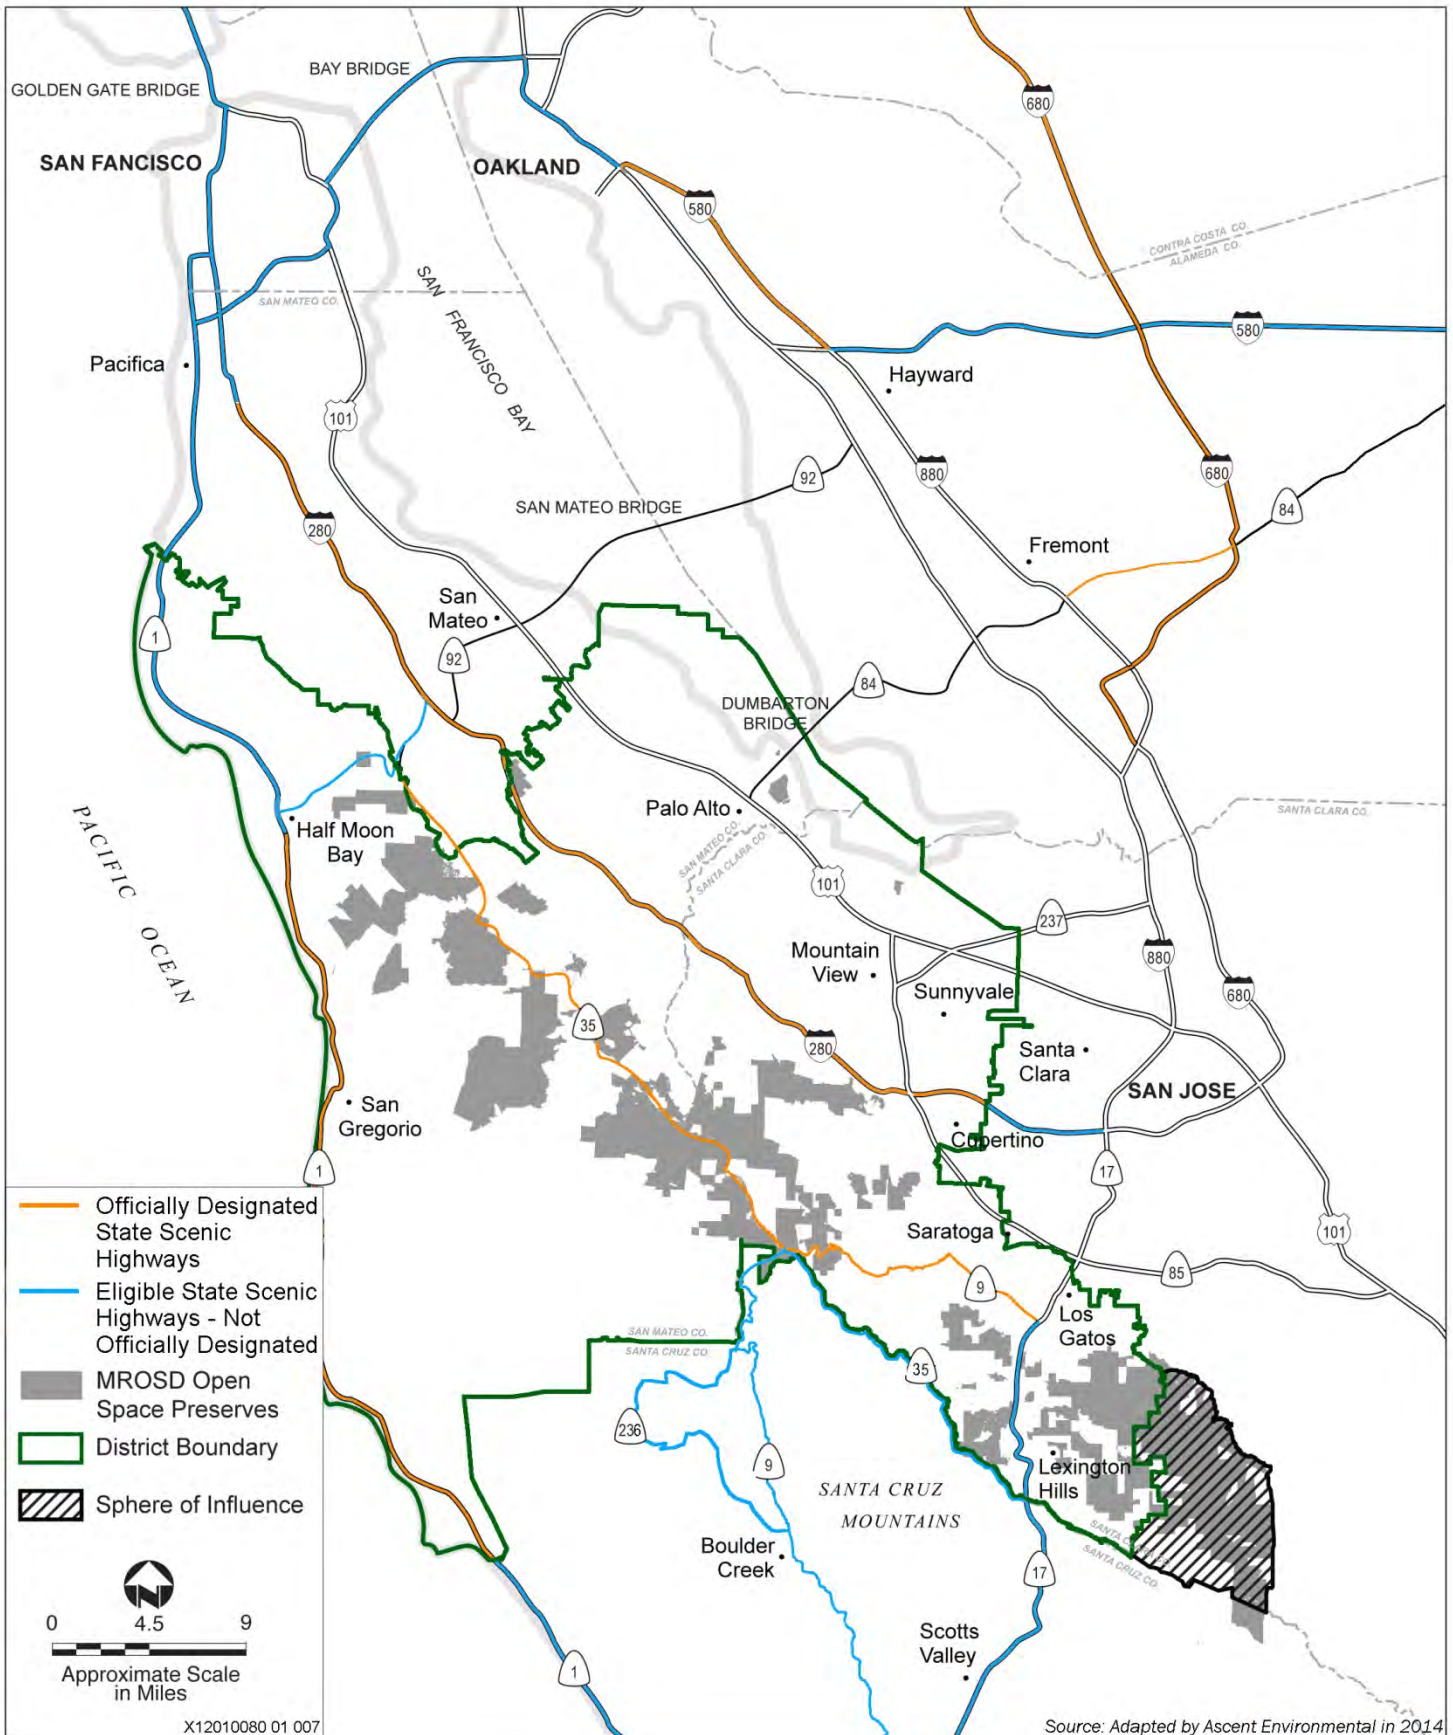 GOLDEN GATE BRIDGE
BAY BRIDGE
SAN FANCISCO
OAKLAND
680
580
CONTRA COSTA CO.
ALAMEDA CO.
SAN MATEO CO.
SAN FRANCISCO BAY
580
Pacifica
Hayward
101
92
880
680
SAN MATEO BRIDGE
84
280
Fremont
San
Mateo
1
92
84
DUMBARTON
BRIDGE
Palo Alto
SANTA CLARA CO.
Half Moon
Bay
SAN MATEO CO.
SANTA CLARA CO.
PACIFIC OCEAN
101
237
Mountain
View
880
Sunnyvale
680
35
280
Santa
Clara
SAN JOSE
San
Gregorio
Cupertino
1
17
101
Saratoga
85
9
Los
Gatos
SAN MATEO CO.
SANTA CRUZ CO.
35
236
9
Lexington
Hills
SANTA CRUZ
MOUNTAINS
SANTA CLARA CO.
SANTA CRUZ CO.
Boulder
Creek
17
Scotts
Valley
1
Officially Designated
State Scenic
Highways
Eligible State Scenic
Highways - Not
Officially Designated
MROSD Open
Space Preserves
District Boundary
Sphere of Influence
N
0 4.5 9
Approximate Scale
in Miles
X12010080 01 007
Source: Adapted by Ascent Environmental in 2014